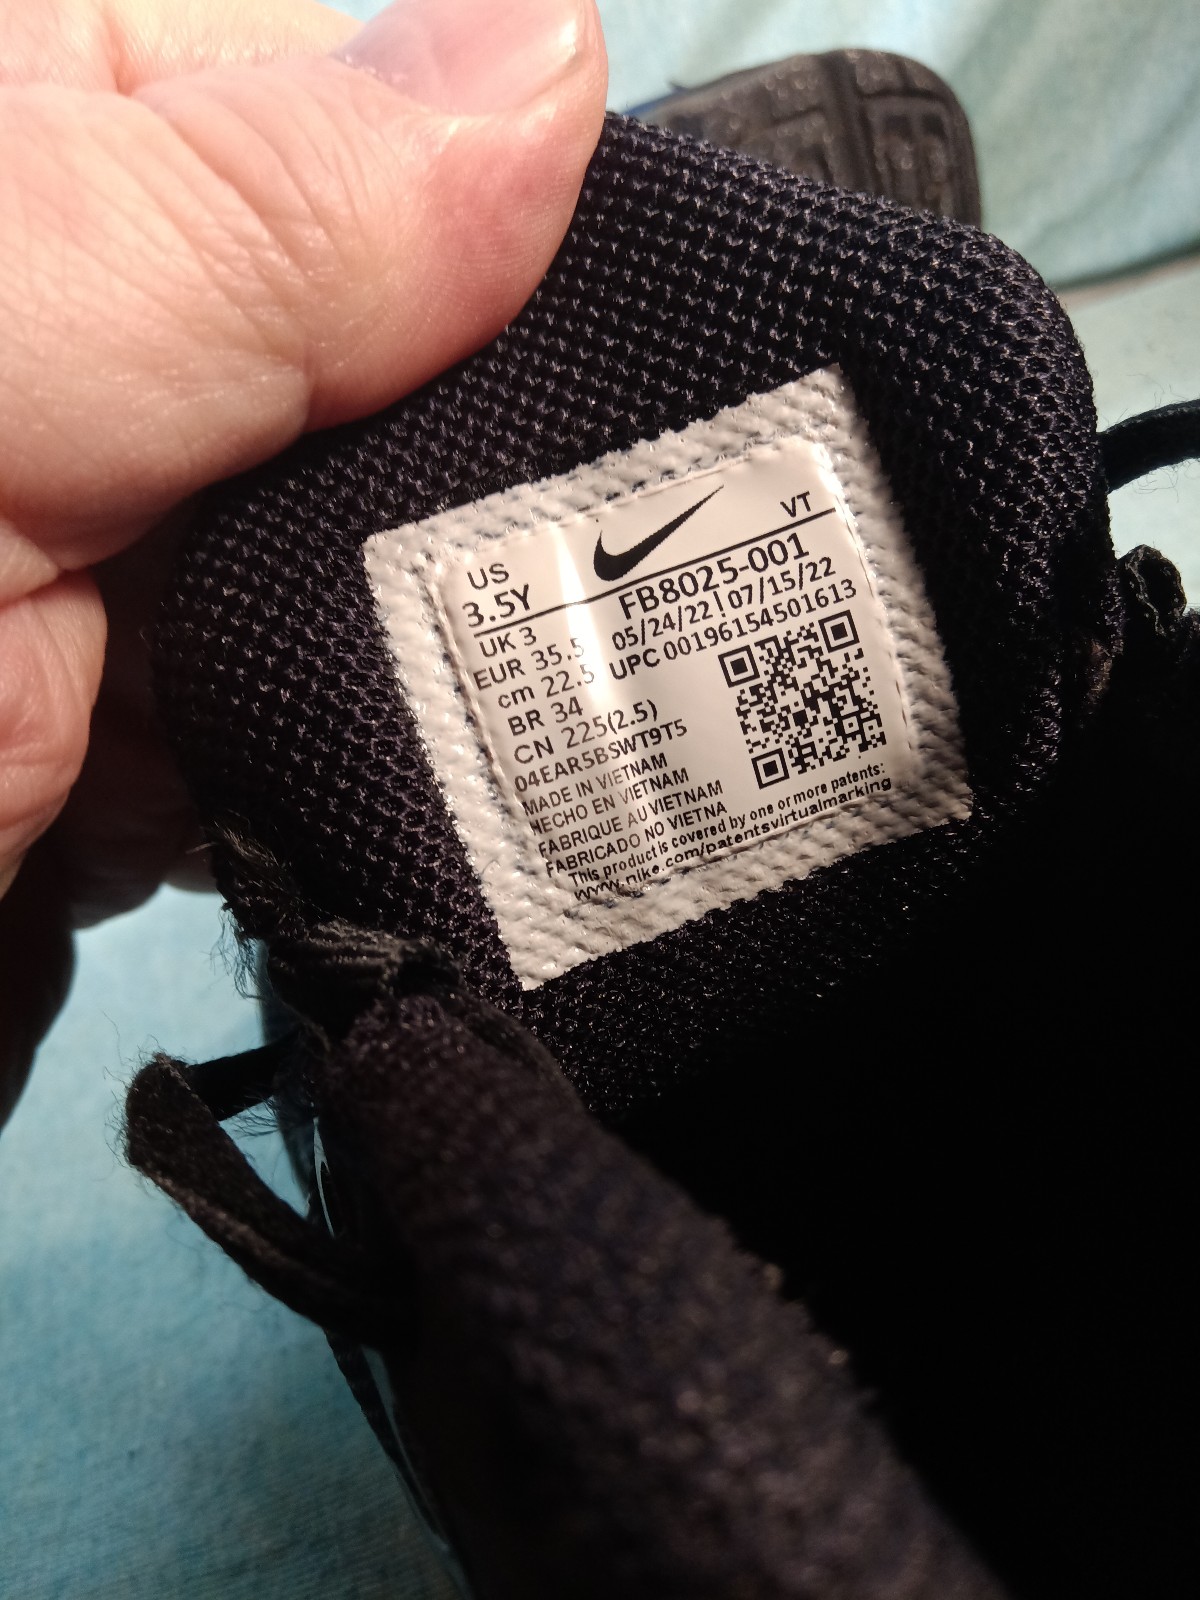 US
3.5Y
VT
UK 3
FB8025-001
EUR 35.5
05/24/22|07/15/22
cm 22.5
UPC 00196154501613
BR 34
CN 225(2.5)
04EAR5BSWT9T5
MADE IN VIETNAM
HECHO EN VIETNAM
FABRIQUE AU VIETNAM
FABRICADO NO VIETNA
This product is covered by one or more patents:
www.nike.com/patentsvirtualmarking